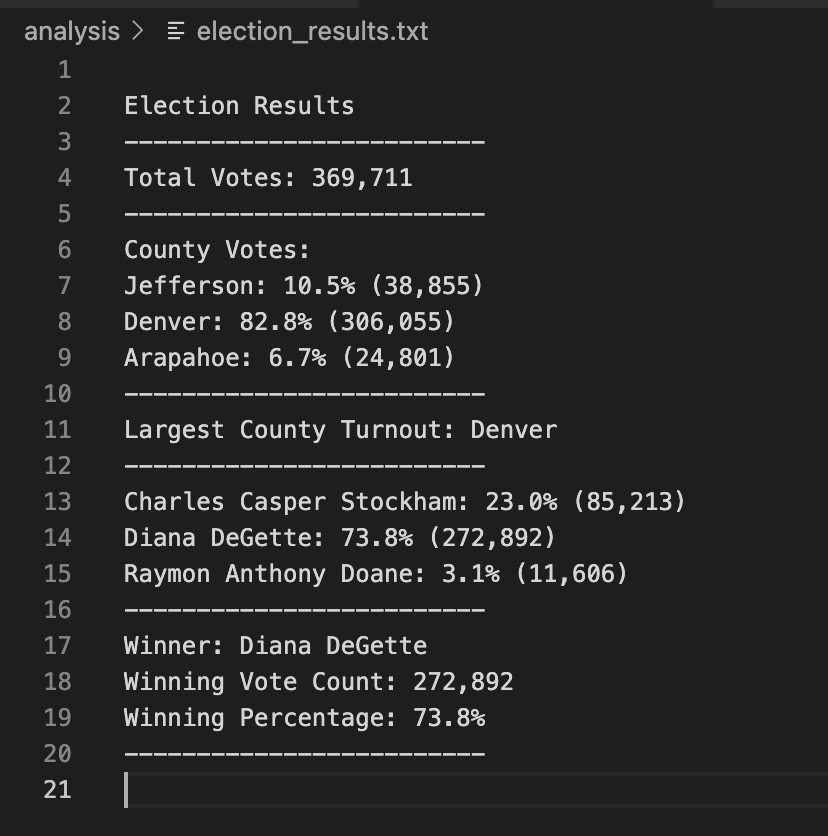 analysis > election_results.txt
1
2 Election Results
3 -------------------------
4 Total Votes: 369,711
5 -------------------------
6 County Votes:
7 Jefferson: 10.5% (38,855)
8 Denver: 82.8% (306,055)
9 Arapahoe: 6.7% (24,801)
10 -------------------------
11 Largest County Turnout: Denver
12 -------------------------
13 Charles Casper Stockham: 23.0% (85,213)
14 Diana DeGette: 73.8% (272,892)
15 Raymon Anthony Doane: 3.1% (11,606)
16 -------------------------
17 Winner: Diana DeGette
18 Winning Vote Count: 272,892
19 Winning Percentage: 73.8%
20 -------------------------
21